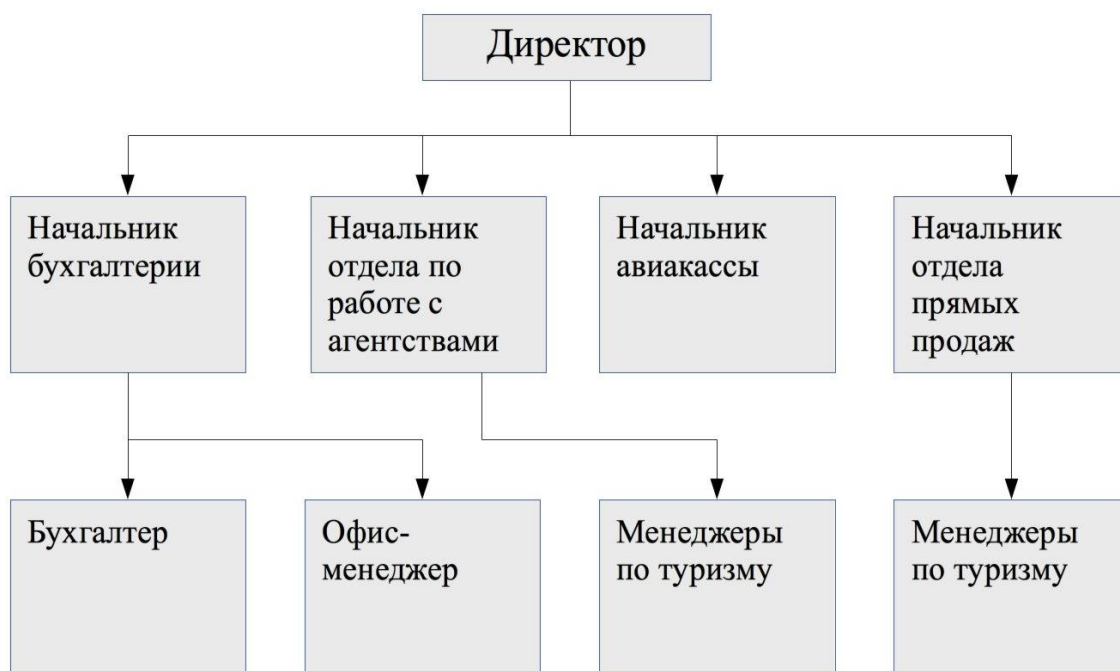 Директор
Начальник
бухгалтерии
Начальник
отдела по
работе с
агентствами
Начальник
авиакассы
Начальник
отдела
прямых
продаж
Бухгалтер
Офис-
менеджер
Менеджеры
по туризму
Менеджеры
по туризму